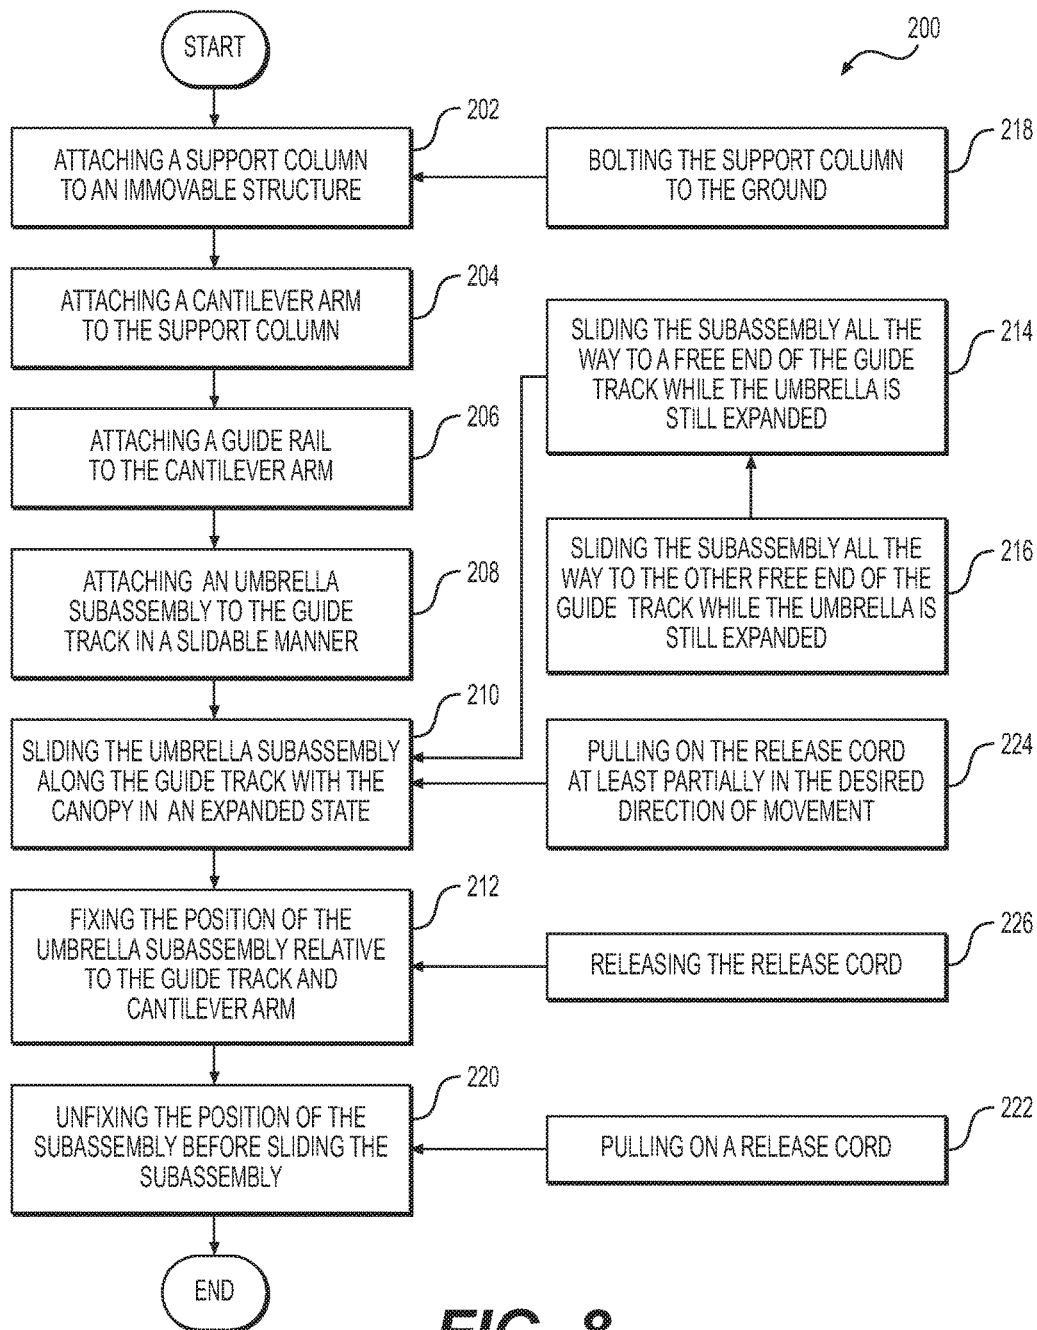 START
200
202
ATTACHING A SUPPORT COLUMN
TO AN IMMOVABLE STRUCTURE
218
BOLTING THE SUPPORT COLUMN
TO THE GROUND
204
ATTACHING A CANTILEVER ARM
TO THE SUPPORT COLUMN
214
SLIDING THE SUBASSEMBLY ALL THE
WAY TO A FREE END OF THE GUIDE
TRACK WHILE THE UMBRELLA IS
STILL EXPANDED
206
ATTACHING A GUIDE RAIL
TO THE CANTILEVER ARM
216
SLIDING THE SUBASSEMBLY ALL THE
WAY TO THE OTHER FREE END OF THE
GUIDE TRACK WHILE THE UMBRELLA IS
STILL EXPANDED
208
ATTACHING AN UMBRELLA
SUBASSEMBLY TO THE GUIDE
TRACK IN A SLIDABLE MANNER
210
SLIDING THE UMBRELLA SUBASSEMBLY
ALONG THE GUIDE TRACK WITH THE
CANOPY IN AN EXPANDED STATE
224
PULLING ON THE RELEASE CORD
AT LEAST PARTIALLY IN THE DESIRED
DIRECTION OF MOVEMENT
212
FIXING THE POSITION OF THE
UMBRELLA SUBASSEMBLY RELATIVE
TO THE GUIDE TRACK AND
CANTILEVER ARM
226
RELEASING THE RELEASE CORD
220
UNFIXING THE POSITION OF THE
SUBASSEMBLY BEFORE SLIDING THE
SUBASSEMBLY
222
PULLING ON A RELEASE CORD
END
FIG. 8